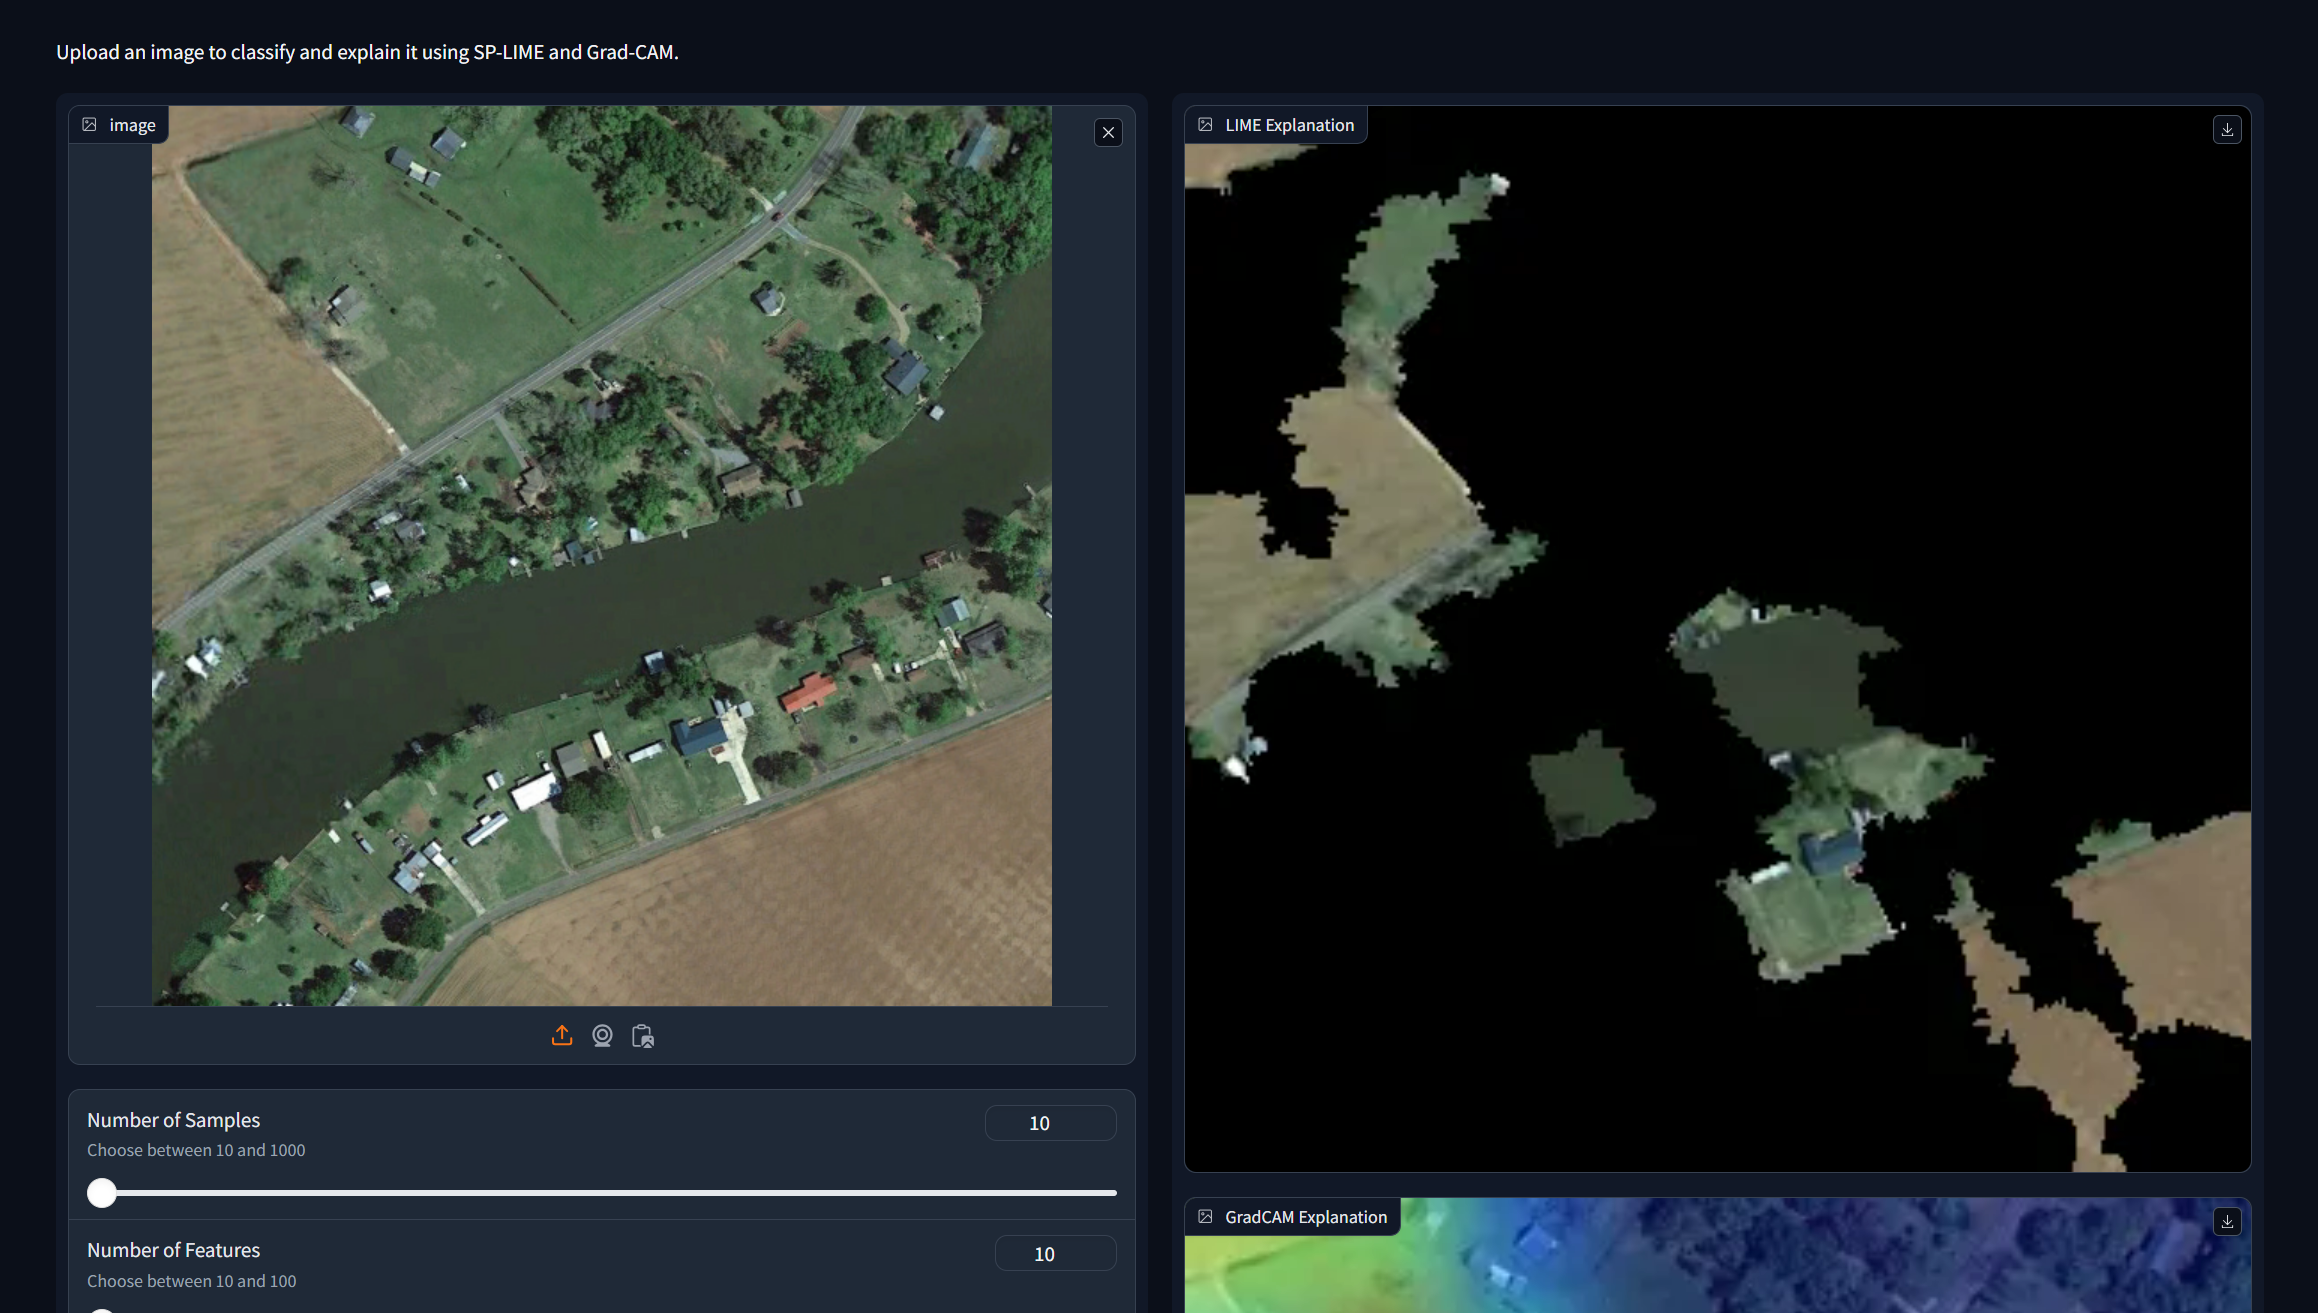 Upload an image to classify and explain it using SP-LIME and Grad-CAM.
image
LIME Explanation
Number of Samples
10
Choose between 10 and 1000
Number of Features
10
Choose between 10 and 100
GradCAM Explanation